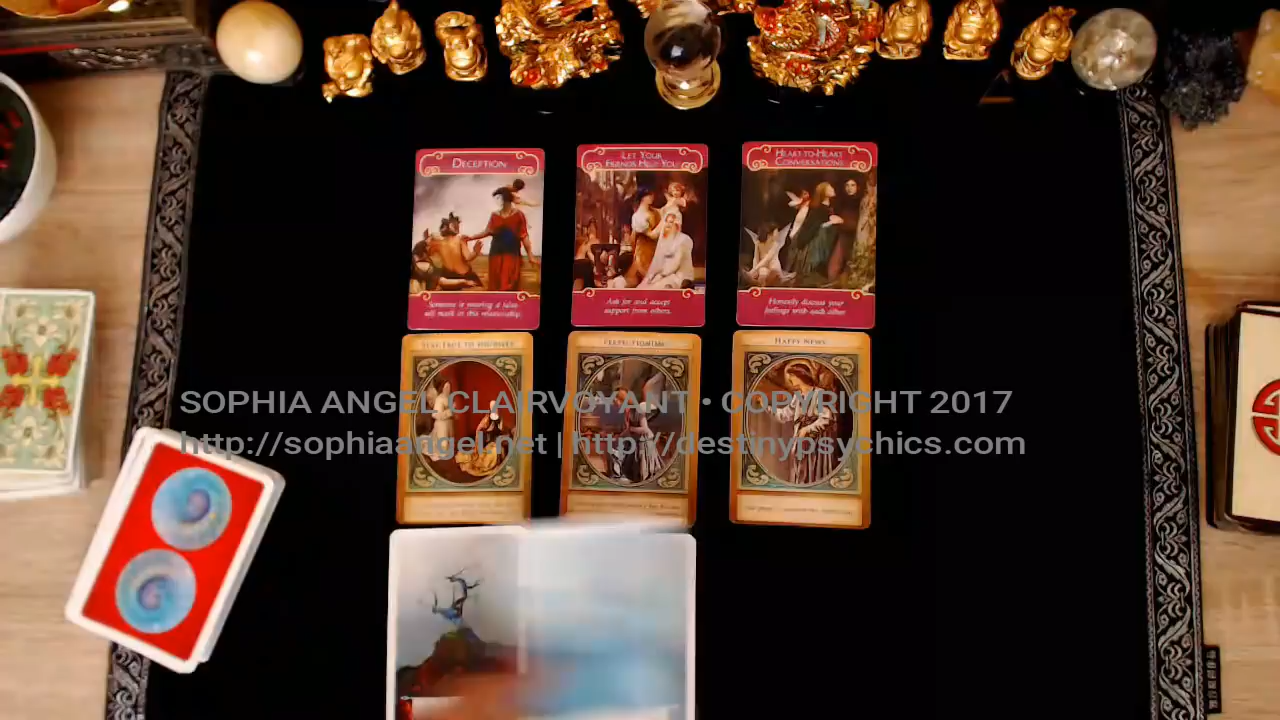 DECEPTION
LET YOUR
FRIENDS HELP YOU
HEART-TO-HEART
CONVERSATIONS
Someone is wearing a false
self mask in this relationship.
Ask for and accept
support from others.
Honestly discuss your
feelings with each other.
PERFECTIONISM
HAPPY NEWS
SOPHIA ANGEL CLAIRVOYANT • COPYRIGHT 2017
http://sophiaangel.net | http://destinypsychics.com